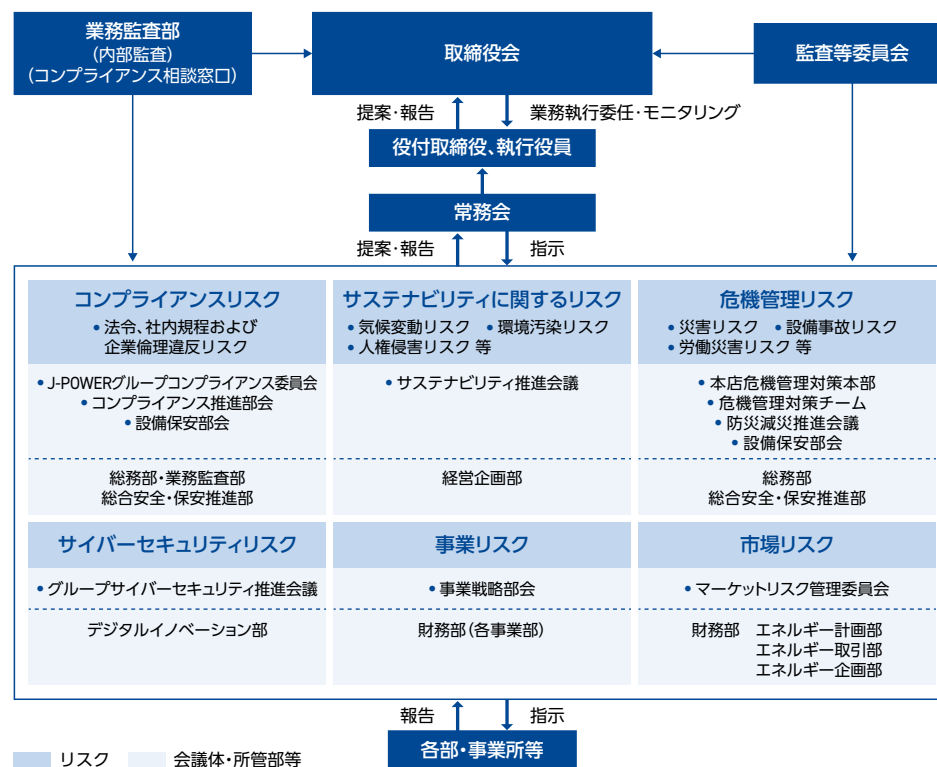 業務監査部
(内部監査)
(コンプライアンス相談窓口)
取締役会
監査等委員会
提案・報告
業務執行委任・モニタリング
役付取締役、執行役員
常務会
提案・報告
指示
コンプライアンスリスク
• 法令、社内規程および
企業倫理違反リスク
• J-POWERグループコンプライアンス委員会
• コンプライアンス推進部会
• 設備保安部会
総務部・業務監査部
総合安全・保安推進部
サステナビリティに関するリスク
• 気候変動リスク • 環境汚染リスク
• 人権侵害リスク 等
• サステナビリティ推進会議
経営企画部
危機管理リスク
• 災害リスク • 設備事故リスク
• 労働災害リスク 等
• 本店危機管理対策本部
• 危機管理対策チーム
• 防災減災推進会議
• 設備保安部会
総務部
総合安全・保安推進部
サイバーセキュリティリスク
• グループサイバーセキュリティ推進会議
デジタルイノベーション部
事業リスク
• 事業戦略部会
財務部(各事業部)
市場リスク
• マーケットリスク管理委員会
財務部 エネルギー計画部
エネルギー取引部
エネルギー企画部
報告
指示
各部・事業所等
リスク 会議体・所管部等